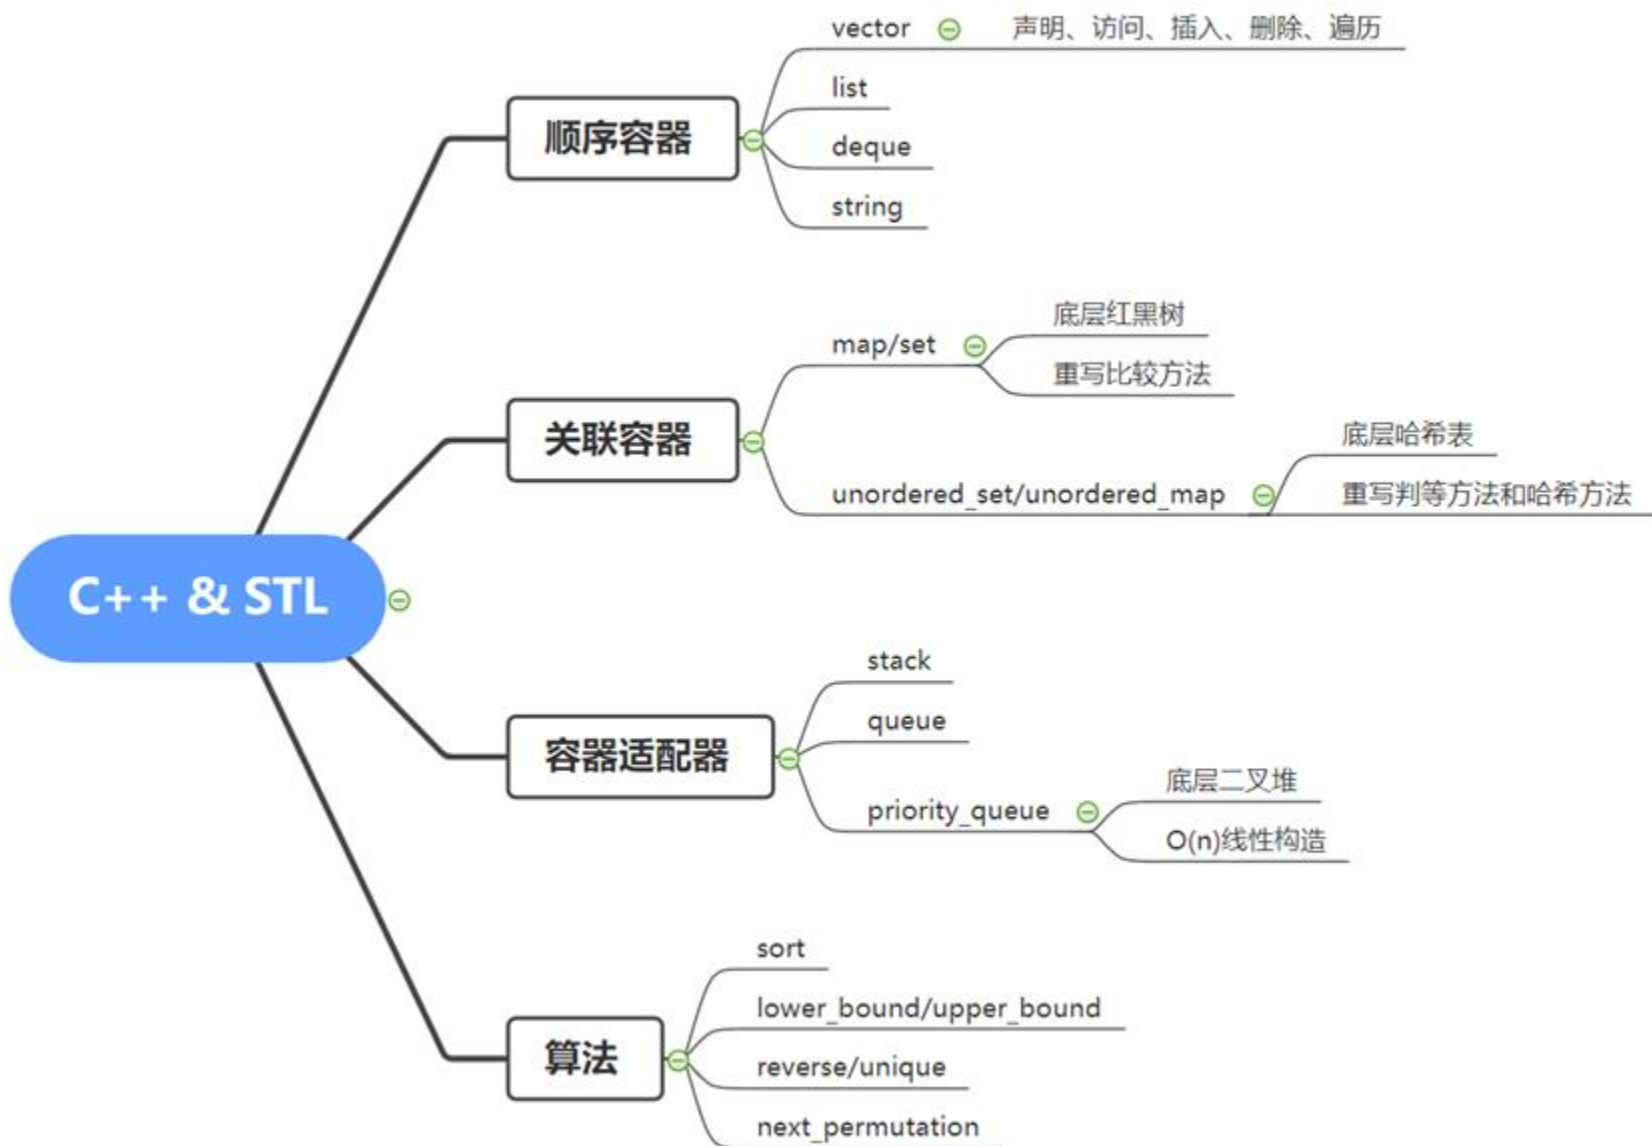 C++ & STL
顺序容器
vector
声明、访问、插入、删除、遍历
list
deque
string
关联容器
map/set
底层红黑树
重写比较方法
unordered_set/unordered_map
底层哈希表
重写判等方法和哈希方法
容器适配器
stack
queue
priority_queue
底层二叉堆
O(n)线性构造
算法
sort
lower_bound/upper_bound
reverse/unique
next_permutation